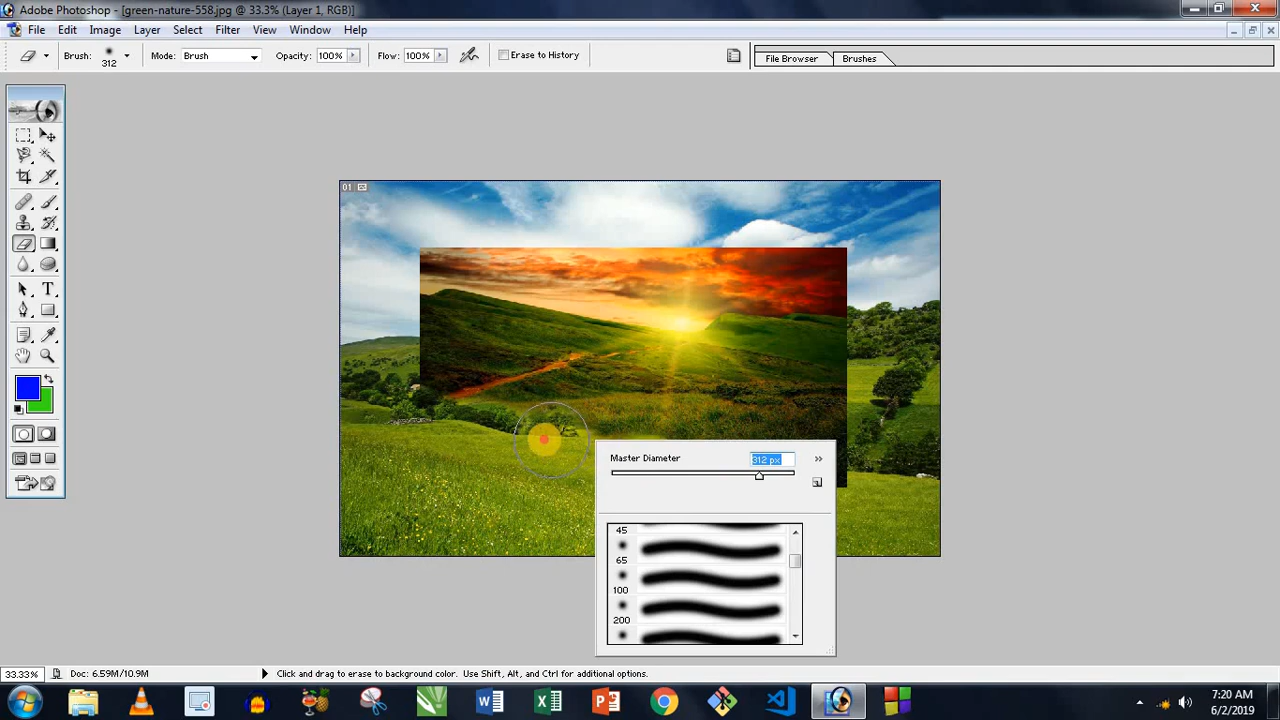 Adobe Photoshop - [green-nature-558.jpg @ 33.3% (Layer 1, RGB)]
File Edit Image Layer Select Filter View Window Help
Brush: 312 Mode: Brush Opacity: 100% Flow: 100% Erase to History File Browser Brushes
01
Master Diameter 312 px
45
65
100
200
33.33% Doc: 6.59M/10.9M Click and drag to erase to background color. Use Shift, Alt, and Ctrl for additional options.
7:20 AM
6/2/2019